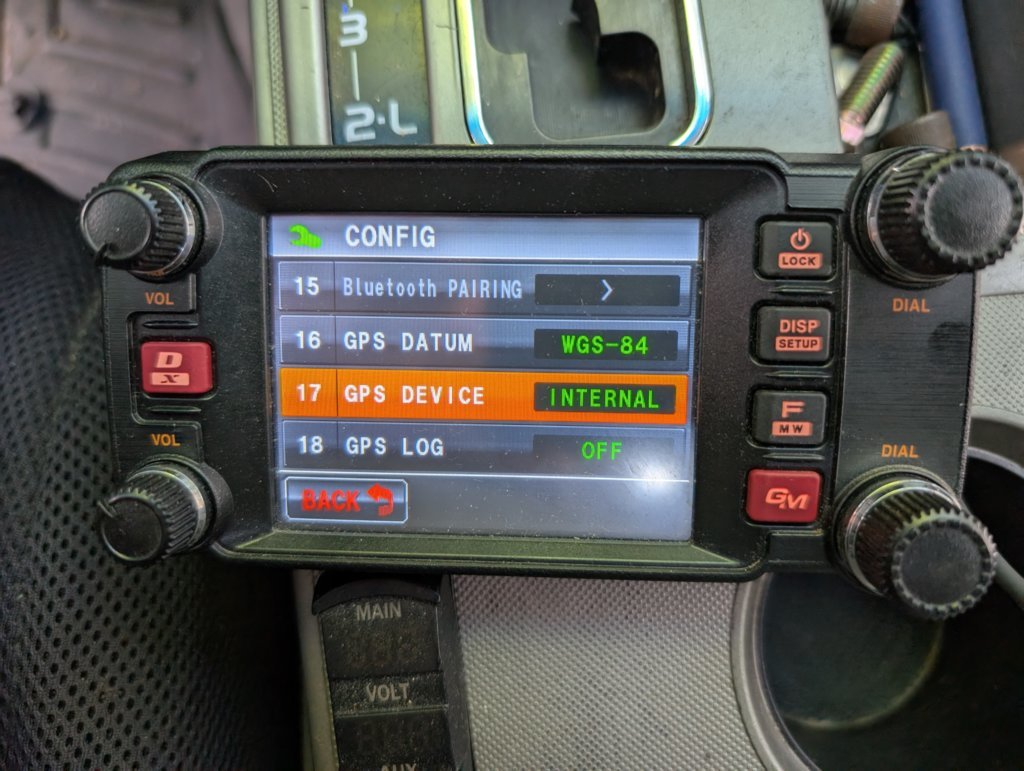 3
2·L
CONFIG
15 Bluetooth PAIRING >
16 GPS DATUM WGS-84
17 GPS DEVICE INTERNAL
18 GPS LOG OFF
BACK
VOL
D
X
VOL
LOCK
DISP
SETUP
F
MW
GM
DIAL
DIAL
MAIN
VOLT
AUX